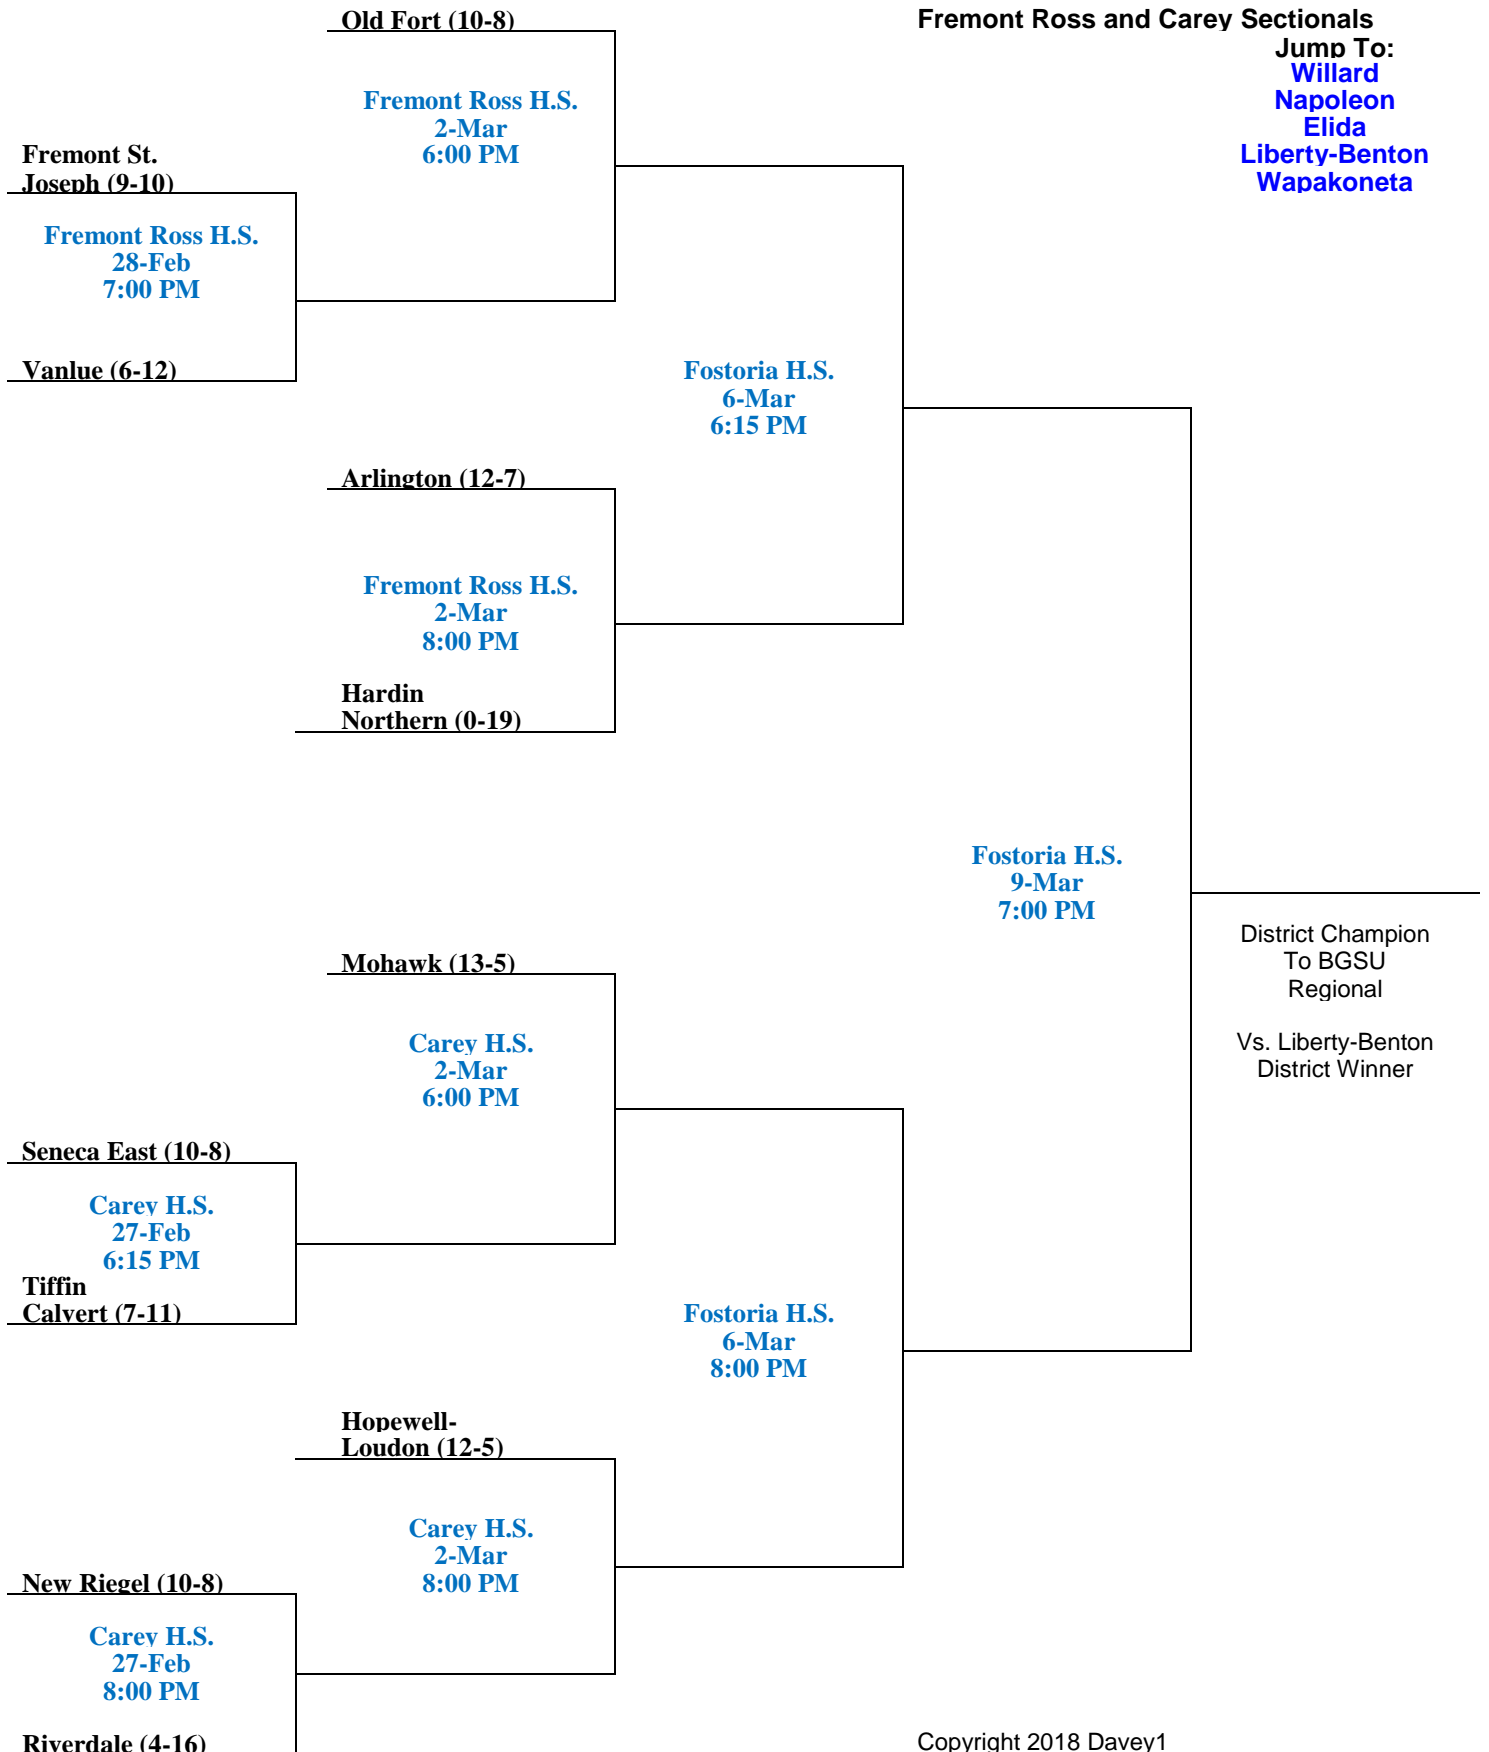 Old Fort (10-8)
Fremont Ross and Carey Sectionals
Jump To:
Willard
Napoleon
Elida
Liberty-Benton
Wapakoneta
Fremont Ross H.S.
2-Mar
6:00 PM
Fremont St.
Joseph (9-10)
Fremont Ross H.S.
28-Feb
7:00 PM
Vanlue (6-12)
Fostoria H.S.
6-Mar
6:15 PM
Arlington (12-7)
Fremont Ross H.S.
2-Mar
8:00 PM
Hardin
Northern (0-19)
Fostoria H.S.
9-Mar
7:00 PM
District Champion
To BGSU
Regional
Vs. Liberty-Benton
District Winner
Mohawk (13-5)
Carey H.S.
2-Mar
6:00 PM
Seneca East (10-8)
Carey H.S.
27-Feb
6:15 PM
Tiffin
Calvert (7-11)
Fostoria H.S.
6-Mar
8:00 PM
Hopewell-
Loudon (12-5)
Carey H.S.
2-Mar
8:00 PM
New Riegel (10-8)
Carey H.S.
27-Feb
8:00 PM
Riverdale (4-16)
Copyright 2018 Davey1